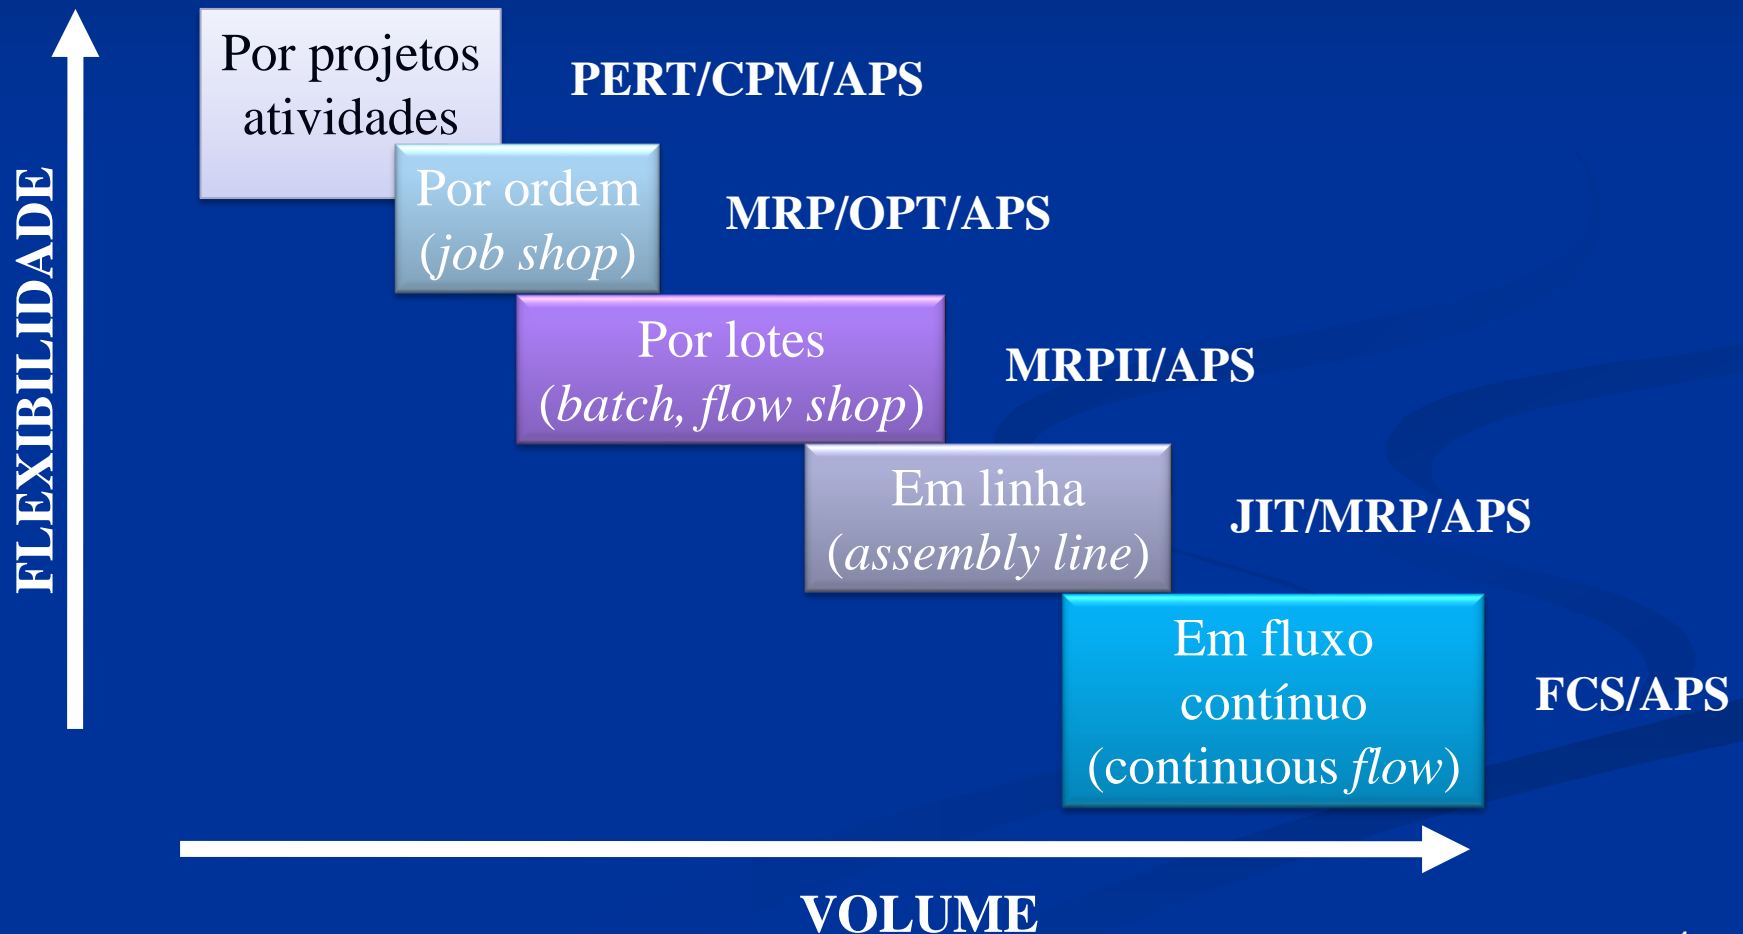 Por projetos
atividades
PERT/CPM/APS
Por ordem
(job shop)
MRP/OPT/APS
Por lotes
(batch, flow shop)
MRPII/APS
Em linha
(assembly line)
JIT/MRP/APS
Em fluxo
contínuo
(continuous flow)
FCS/APS
FLEXIBILIDADE
VOLUME